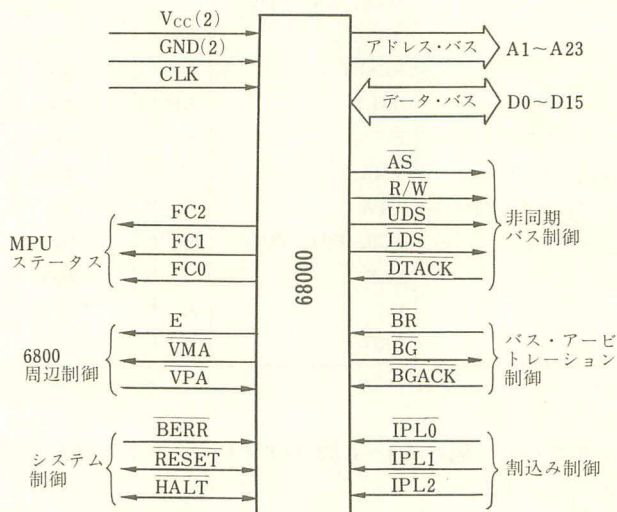 VCC(2)
GND(2)
CLK
アドレス・バス A1～A23
データ・バス D0～D15
AS
R/W
UDS
LDS
DTACK
非同期
バス制御
FC2
FC1
FC0
MPU
ステータス
68000
E
VMA
VPA
6800
周辺制御
BR
BG
BGACK
バス・アービ
トレーション
制御
BERR
RESET
HALT
システム
制御
IPL0
IPL1
IPL2
割込み制御